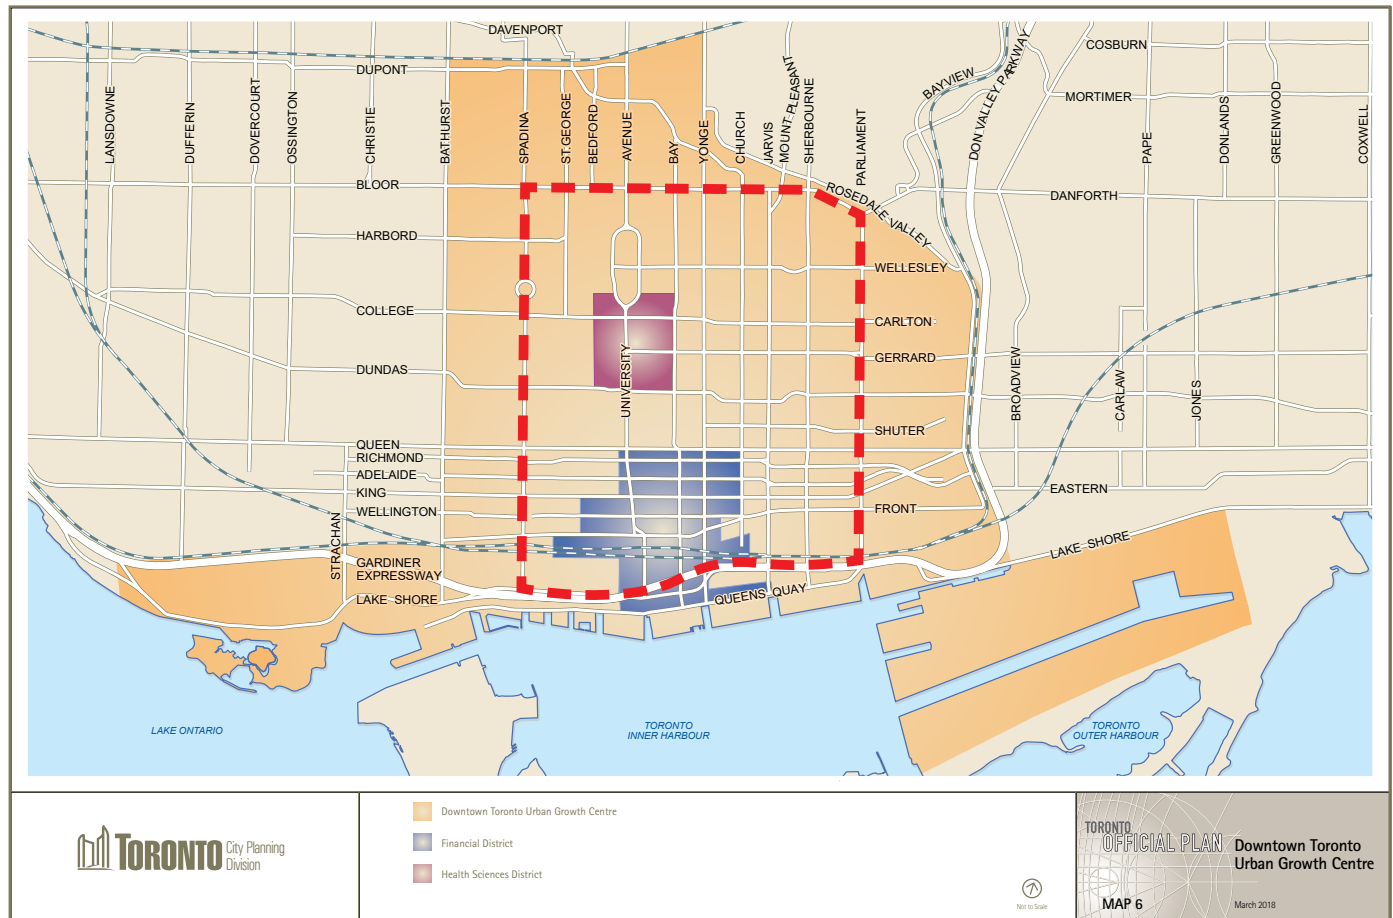 DAVENPORT
DUPONT
COSBURN
MORTIMER
BAYVIEW
DON VALLEY PARKWAY
LANSDOWNE
DUFFERIN
DOVERCOURT
OSSINGTON
CHRISTIE
BATHURST
SPADINA
ST.GEORGE
BEDFORD
AVENUE
BAY
YONGE
CHURCH
JARVIS
MOUNT PLEASANT
SHERBOURNE
PARLIAMENT
PAPE
DONLANDS
GREENWOOD
COXWELL
BLOOR
ROSEDALE VALLEY
DANFORTH
HARBORD
WELLESLEY
COLLEGE
CARLTON
GERRARD
DUNDAS
UNIVERSITY
BROADVIEW
CARLAW
JONES
SHUTER
QUEEN
RICHMOND
ADELAIDE
KING
WELLINGTON
EASTERN
FRONT
STRACHAN
GARDINER
EXPRESSWAY
LAKE SHORE
LAKE SHORE
QUEENS QUAY
LAKE ONTARIO
TORONTO
INNER HARBOUR
TORONTO
OUTER HARBOUR
TORONTO City Planning
Division
Downtown Toronto Urban Growth Centre
Financial District
Health Sciences District
Not to Scale
TORONTO
OFFICIAL PLAN
MAP 6
Downtown Toronto
Urban Growth Centre
March 2018